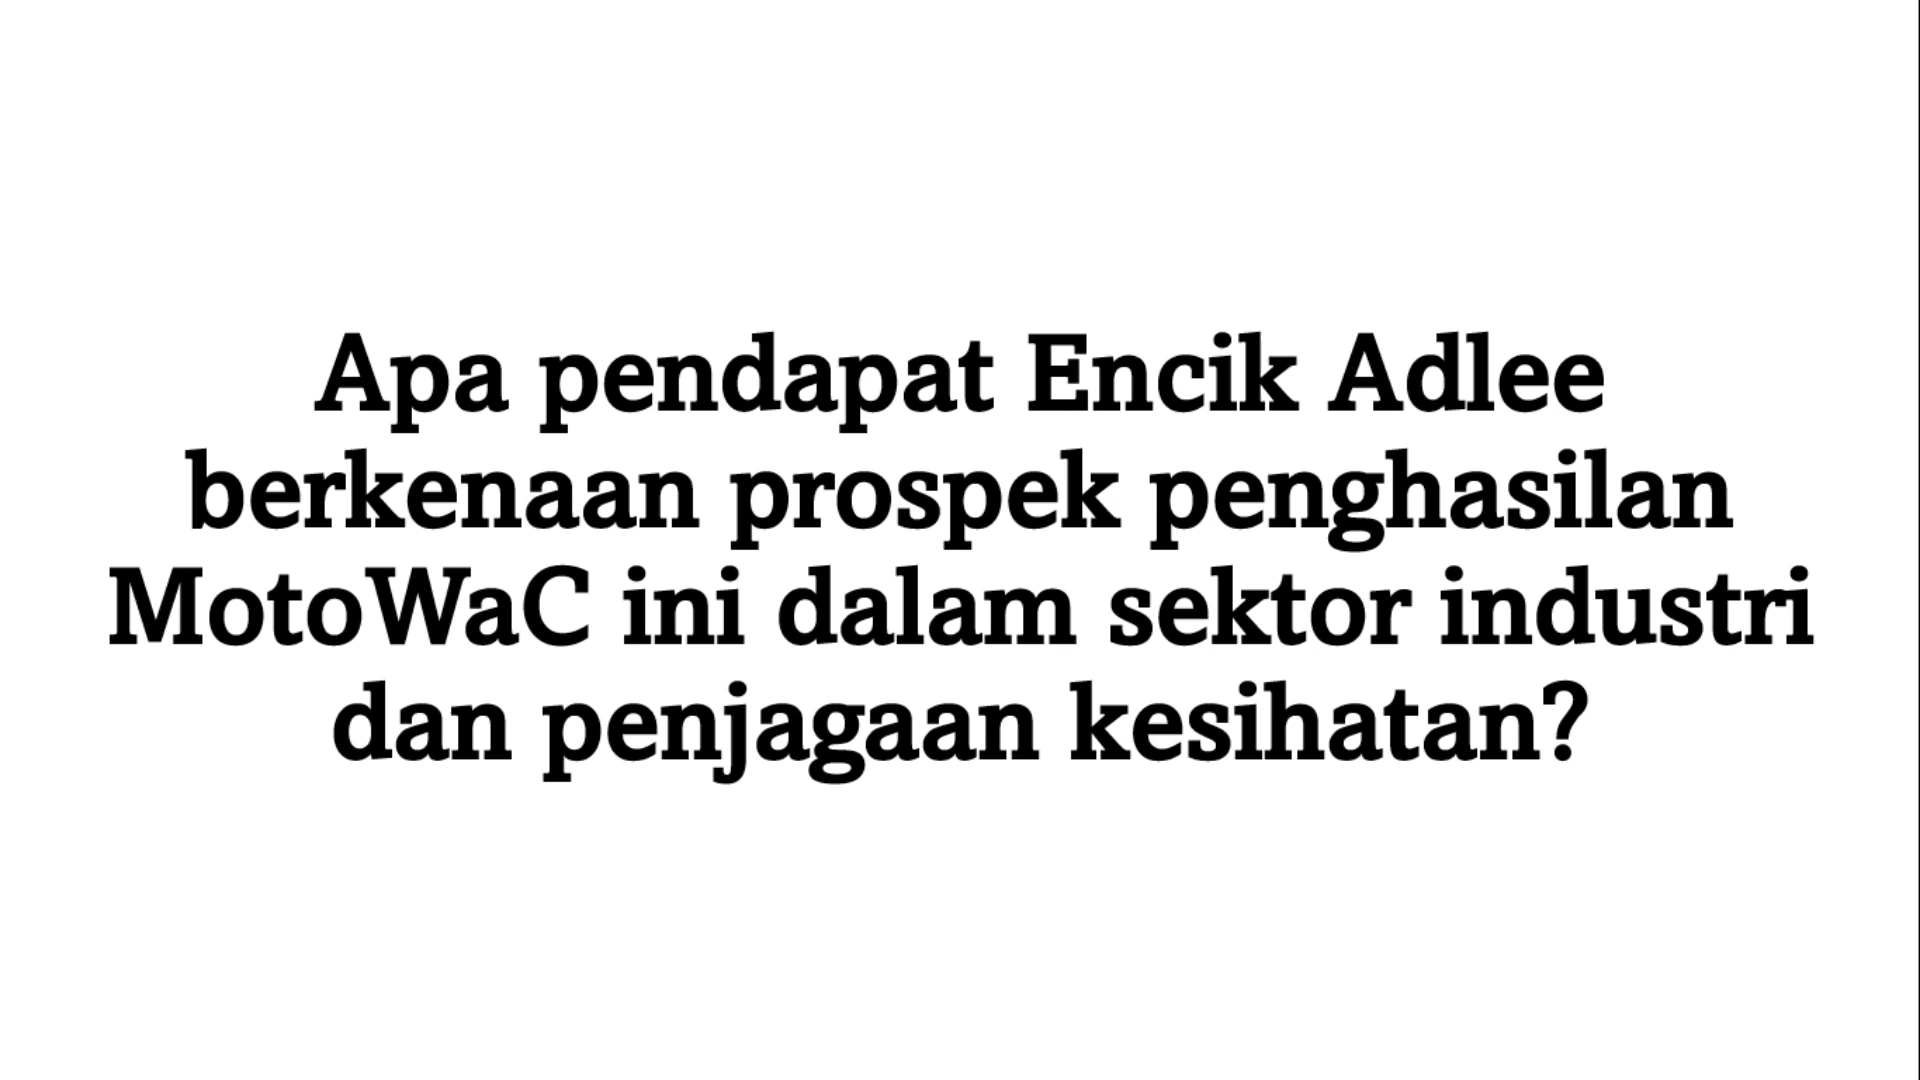 Apa pendapat Encik Adlee
berkenaan prospek penghasilan
MotoWaC ini dalam sektor industri
dan penjagaan kesihatan?